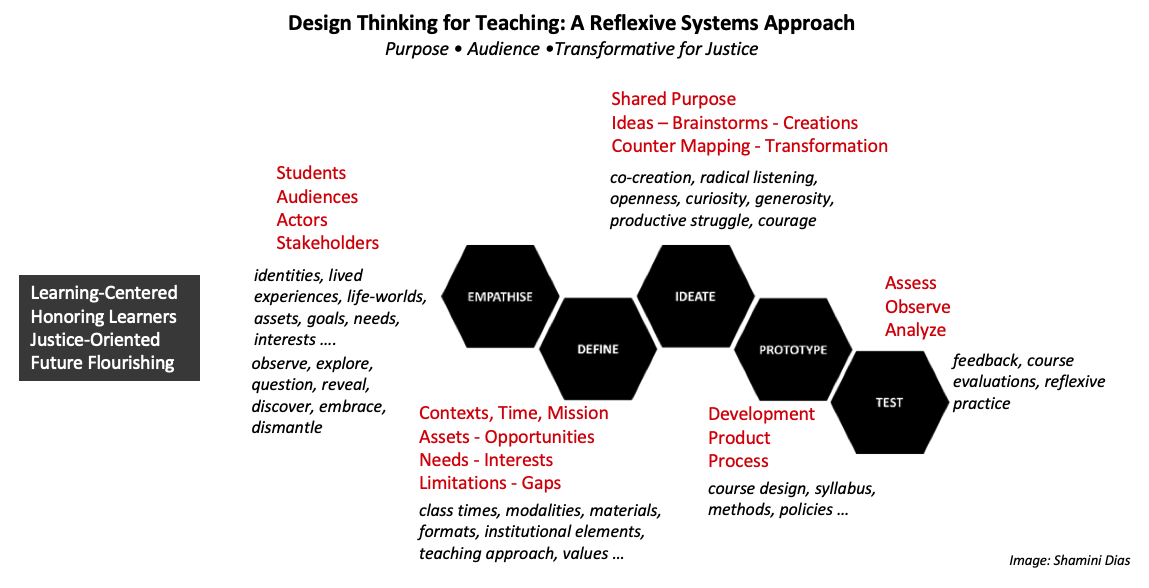 Design Thinking for Teaching: A Reflexive Systems Approach
Purpose • Audience •Transformative for Justice
Learning-Centered
Honoring Learners
Justice-Oriented
Future Flourishing
Students
Audiences
Actors
Stakeholders
identities, lived
experiences, life-worlds,
assets, goals, needs,
interests ....
observe, explore,
question, reveal,
discover, embrace,
dismantle
EMPATHISE
DEFINE
Contexts, Time, Mission
Assets - Opportunities
Needs - Interests
Limitations - Gaps
class times, modalities, materials,
formats, institutional elements,
teaching approach, values ...
Shared Purpose
Ideas – Brainstorms - Creations
Counter Mapping - Transformation
co-creation, radical listening,
openness, curiosity, generosity,
productive struggle, courage
IDEATE
PROTOTYPE
Development
Product
Process
course design, syllabus,
methods, policies ...
Assess
Observe
Analyze
feedback, course
evaluations, reflexive
practice
TEST
Image: Shamini Dias